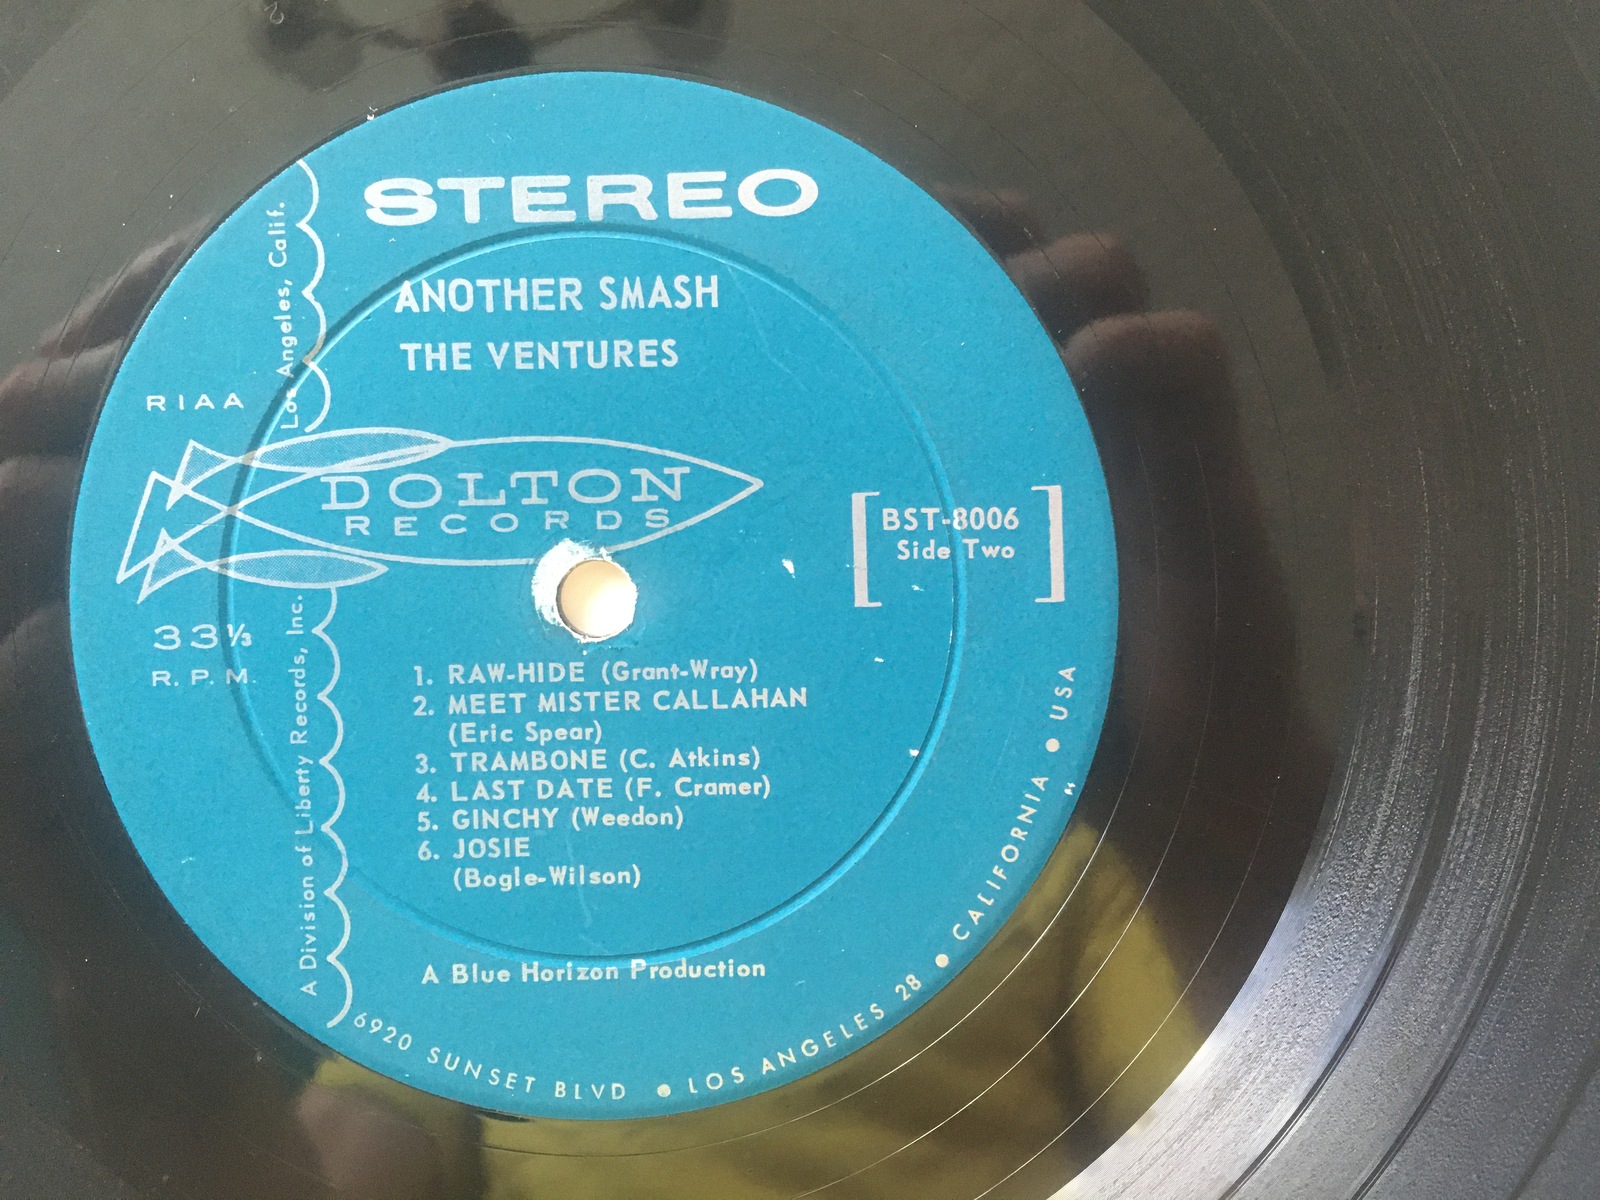 STEREO
ANOTHER SMASH
THE VENTURES
RIAA
Los Angeles, Calif.
DOLTON
RECORDS
BST-8006
Side Two
33⅓
R. P. M.
A Division of Liberty Records, Inc.
1. RAW-HIDE (Grant-Wray)
2. MEET MISTER CALLAHAN
(Eric Spear)
3. TRAMBONE (C. Atkins)
4. LAST DATE (F. Cramer)
5. GINCHY (Weedon)
6. JOSIE
(Bogle-Wilson)
A Blue Horizon Production
6920 SUNSET BLVD ● LOS ANGELES 28 ● CALIFORNIA ● USA